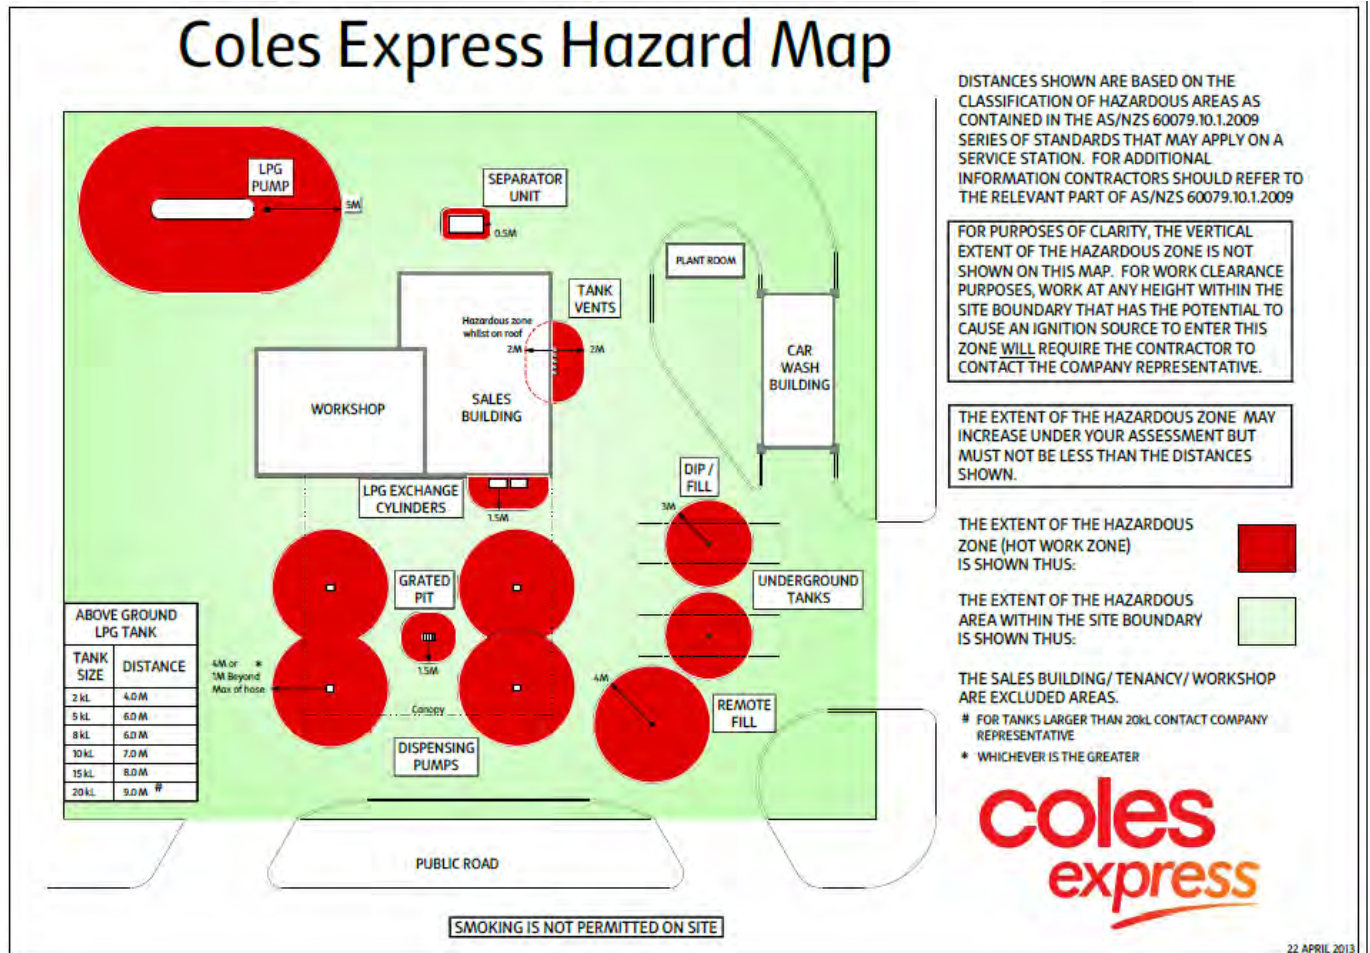 Coles Express Hazard Map
DISTANCES SHOWN ARE BASED ON THE
CLASSIFICATION OF HAZARDOUS AREAS AS
CONTAINED IN THE AS/NZS 60079.10.1.2009
SERIES OF STANDARDS THAT MAY APPLY ON A
SERVICE STATION. FOR ADDITIONAL
INFORMATION CONTRACTORS SHOULD REFER TO
THE RELEVANT PART OF AS/NZS 60079.10.1.2009
FOR PURPOSES OF CLARITY, THE VERTICAL
EXTENT OF THE HAZARDOUS ZONE IS NOT
SHOWN ON THIS MAP. FOR WORK CLEARANCE
PURPOSES, WORK AT ANY HEIGHT WITHIN THE
SITE BOUNDARY THAT HAS THE POTENTIAL TO
CAUSE AN IGNITION SOURCE TO ENTER THIS
ZONE WILL REQUIRE THE CONTRACTOR TO
CONTACT THE COMPANY REPRESENTATIVE.
THE EXTENT OF THE HAZARDOUS ZONE MAY
INCREASE UNDER YOUR ASSESSMENT BUT
MUST NOT BE LESS THAN THE DISTANCES
SHOWN.
THE EXTENT OF THE HAZARDOUS
ZONE (HOT WORK ZONE)
IS SHOWN THUS:
THE EXTENT OF THE HAZARDOUS
AREA WITHIN THE SITE BOUNDARY
IS SHOWN THUS:
THE SALES BUILDING/ TENANCY/ WORKSHOP
ARE EXCLUDED AREAS.
# FOR TANKS LARGER THAN 20kL CONTACT COMPANY
REPRESENTATIVE
* WHICHEVER IS THE GREATER
coles
express
22 APRIL 2013
LPG
PUMP
5M
SEPARATOR
UNIT
0.5M
TANK
VENTS
Hazardous zone
whilst on roof
2M
2M
PLANT ROOM
CAR
WASH
BUILDING
WORKSHOP
SALES
BUILDING
LPG EXCHANGE
CYLINDERS
1.5M
DIP /
FILL
3M
UNDERGROUND
TANKS
GRATED
PIT
1.5M
4M or *
1M Beyond
Max of hose
Canopy
4M
REMOTE
FILL
DISPENSING
PUMPS
ABOVE GROUND
LPG TANK
TANK SIZE DISTANCE
2 kL 4.0 M
5 kL 6.0 M
8 kL 6.0 M
10 kL 7.0 M
15 kL 8.0 M
20 kL 9.0 M #
PUBLIC ROAD
SMOKING IS NOT PERMITTED ON SITE